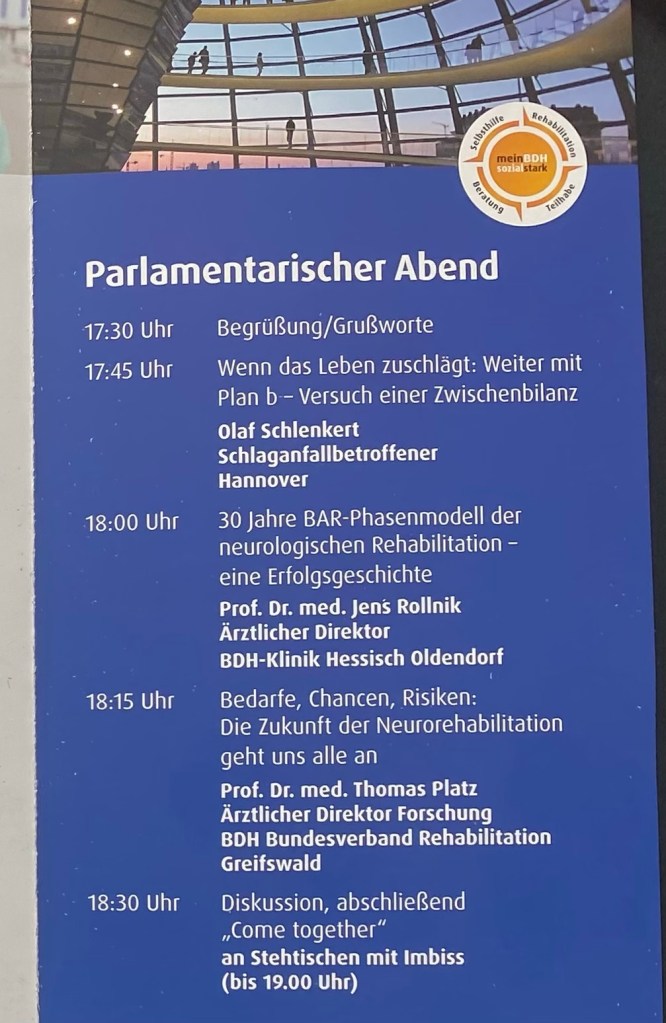 Selbsthilfe
Rehabilitation
meinBDH
sozialstark
Beratung
Teilhabe
Parlamentarischer Abend
17:30 Uhr Begrüßung/Grußworte
17:45 Uhr Wenn das Leben zuschlägt: Weiter mit
Plan b – Versuch einer Zwischenbilanz
Olaf Schlenkert
Schlaganfallbetroffener
Hannover
18:00 Uhr 30 Jahre BAR-Phasenmodell der
neurologischen Rehabilitation –
eine Erfolgsgeschichte
Prof. Dr. med. Jens Rollnik
Ärztlicher Direktor
BDH-Klinik Hessisch Oldendorf
18:15 Uhr Bedarfe, Chancen, Risiken:
Die Zukunft der Neurorehabilitation
geht uns alle an
Prof. Dr. med. Thomas Platz
Ärztlicher Direktor Forschung
BDH Bundesverband Rehabilitation
Greifswald
18:30 Uhr Diskussion, abschließend
„Come together“
an Stehtischen mit Imbiss
(bis 19.00 Uhr)